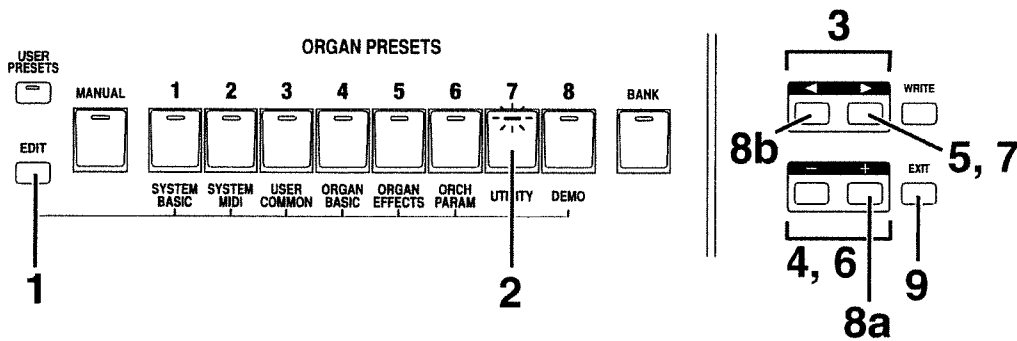 ORGAN PRESETS
USER
PRESETS
MANUAL
1 2 3 4 5 6 7 8
BANK
EDIT
SYSTEM BASIC
SYSTEM MIDI
USER COMMON
ORGAN BASIC
ORGAN EFFECTS
ORCH PARAM
UTILITY
DEMO
1
2
3
◀ ▶
WRITE
8b
5, 7
− +
EXIT
4, 6
8a
9